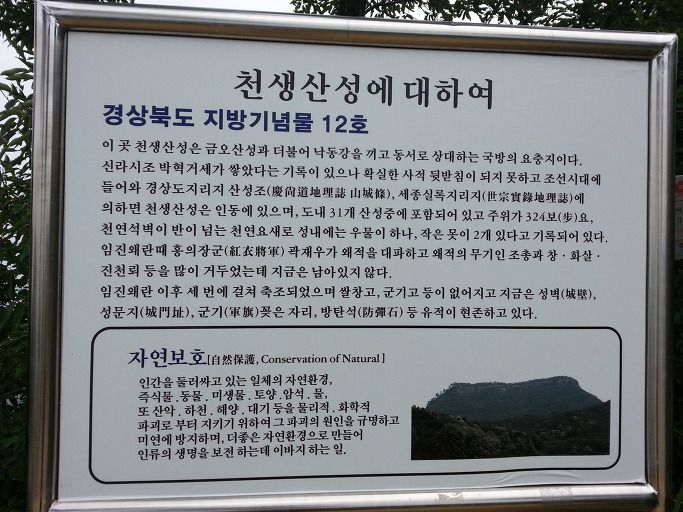 천생산성에 대하여
경상북도 지방기념물 12호
이 곳 천생산성은 금오산성과 더불어 낙동강을 끼고 동서로 상대하는 국방의 요충지이다.
신라시조 박혁거세가 쌓았다는 기록이 있으나 확실한 사적 뒷받침이 되지 못하고 조선시대에
들어와 경상도지리지 산성조(慶尙道地理誌 山城條), 세종실록지리지(世宗實錄地理誌)에
의하면 천생산성은 인동에 있으며, 도내 31개 산성중에 포함되어 있고 주위가 324보(步)요,
천연석벽이 반이 넘는 천연요새로 성내에는 우물이 하나, 작은 못이 2개 있다고 기록되어 있다.
임진왜란때 홍의장군(紅衣將軍) 곽재우가 왜적을 대파하고 왜적의 무기인 조총과 창 · 화살 ·
진천뢰 등을 많이 거두었는데 지금은 남아있지 않다.
임진왜란 이후 세 번에 걸쳐 축조되었으며 쌀창고, 군기고 등이 없어지고 지금은 성벽(城壁),
성문지(城門址), 군기(軍旗)꽂은 자리, 방탄석(防彈石) 등 유적이 현존하고 있다.
자연보호[自然保護, Conservation of Natural ]
인간을 둘러싸고 있는 일체의 자연환경,
즉식물 . 동물 . 미생물 . 토양 . 암석 . 물,
또 산악 . 하천 . 해양 . 대기 등을 물리적 . 화학적
파괴로 부터 지키기 위하여 그 파괴의 원인을 규명하고
미연에 방지하며, 더좋은 자연환경으로 만들어
인류의 생명을 보전 하는데 이바지 하는 일.